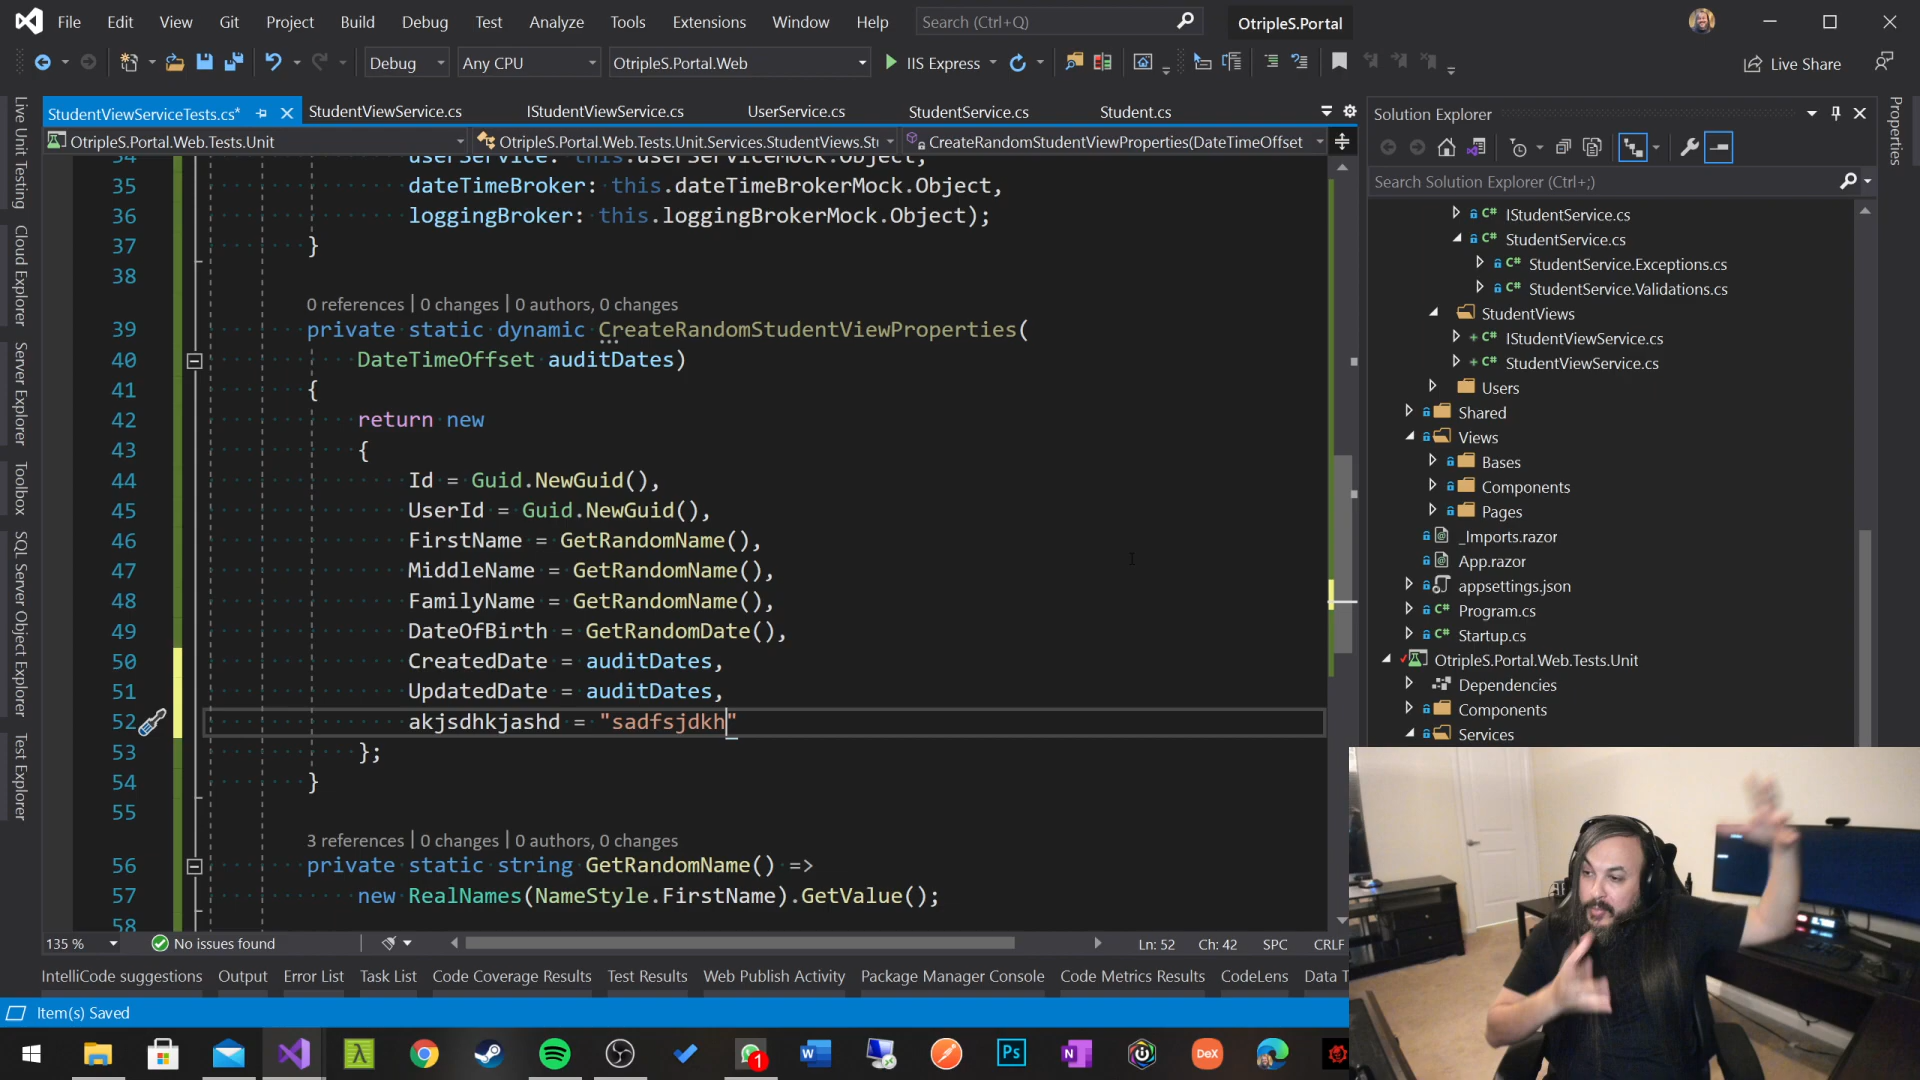 File Edit View Git Project Build Debug Test Analyze Tools Extensions Window Help Search (Ctrl+Q) OtripleS.Portal
Debug Any CPU OtripleS.Portal.Web IIS Express Live Share
StudentViewServiceTests.cs* StudentViewService.cs IStudentViewService.cs UserService.cs StudentService.cs Student.cs
OtripleS.Portal.Web.Tests.Unit OtripleS.Portal.Web.Tests.Unit.Services.StudentViews.Stu CreateRandomStudentViewProperties(DateTimeOffset
Live Unit Testing
Cloud Explorer
Server Explorer
Toolbox
SQL Server Object Explorer
Test Explorer
34 userService: this.userServiceMock.Object,
35 dateTimeBroker: this.dateTimeBrokerMock.Object,
36 loggingBroker: this.loggingBrokerMock.Object);
37 }
38
0 references | 0 changes | 0 authors, 0 changes
39 private static dynamic CreateRandomStudentViewProperties(
40 DateTimeOffset auditDates)
41 {
42 return new
43 {
44 Id = Guid.NewGuid(),
45 UserId = Guid.NewGuid(),
46 FirstName = GetRandomName(),
47 MiddleName = GetRandomName(),
48 FamilyName = GetRandomName(),
49 DateOfBirth = GetRandomDate(),
50 CreatedDate = auditDates,
51 UpdatedDate = auditDates,
52 akjsdhkjashd = "sadfsjdkh"
53 };
54 }
55
3 references | 0 changes | 0 authors, 0 changes
56 private static string GetRandomName() =>
57 new RealNames(NameStyle.FirstName).GetValue();
58
135 % No issues found Ln: 52 Ch: 42 SPC CRLF
IntelliCode suggestions Output Error List Task List Code Coverage Results Test Results Web Publish Activity Package Manager Console Code Metrics Results CodeLens Data T
Item(s) Saved
Solution Explorer
Search Solution Explorer (Ctrl+;)
C# IStudentService.cs
C# StudentService.cs
C# StudentService.Exceptions.cs
C# StudentService.Validations.cs
StudentViews
C# IStudentViewService.cs
C# StudentViewService.cs
Users
Shared
Views
Bases
Components
Pages
_Imports.razor
App.razor
appsettings.json
C# Program.cs
C# Startup.cs
OtripleS.Portal.Web.Tests.Unit
Dependencies
Components
Services
Properties
1 Ps DeX